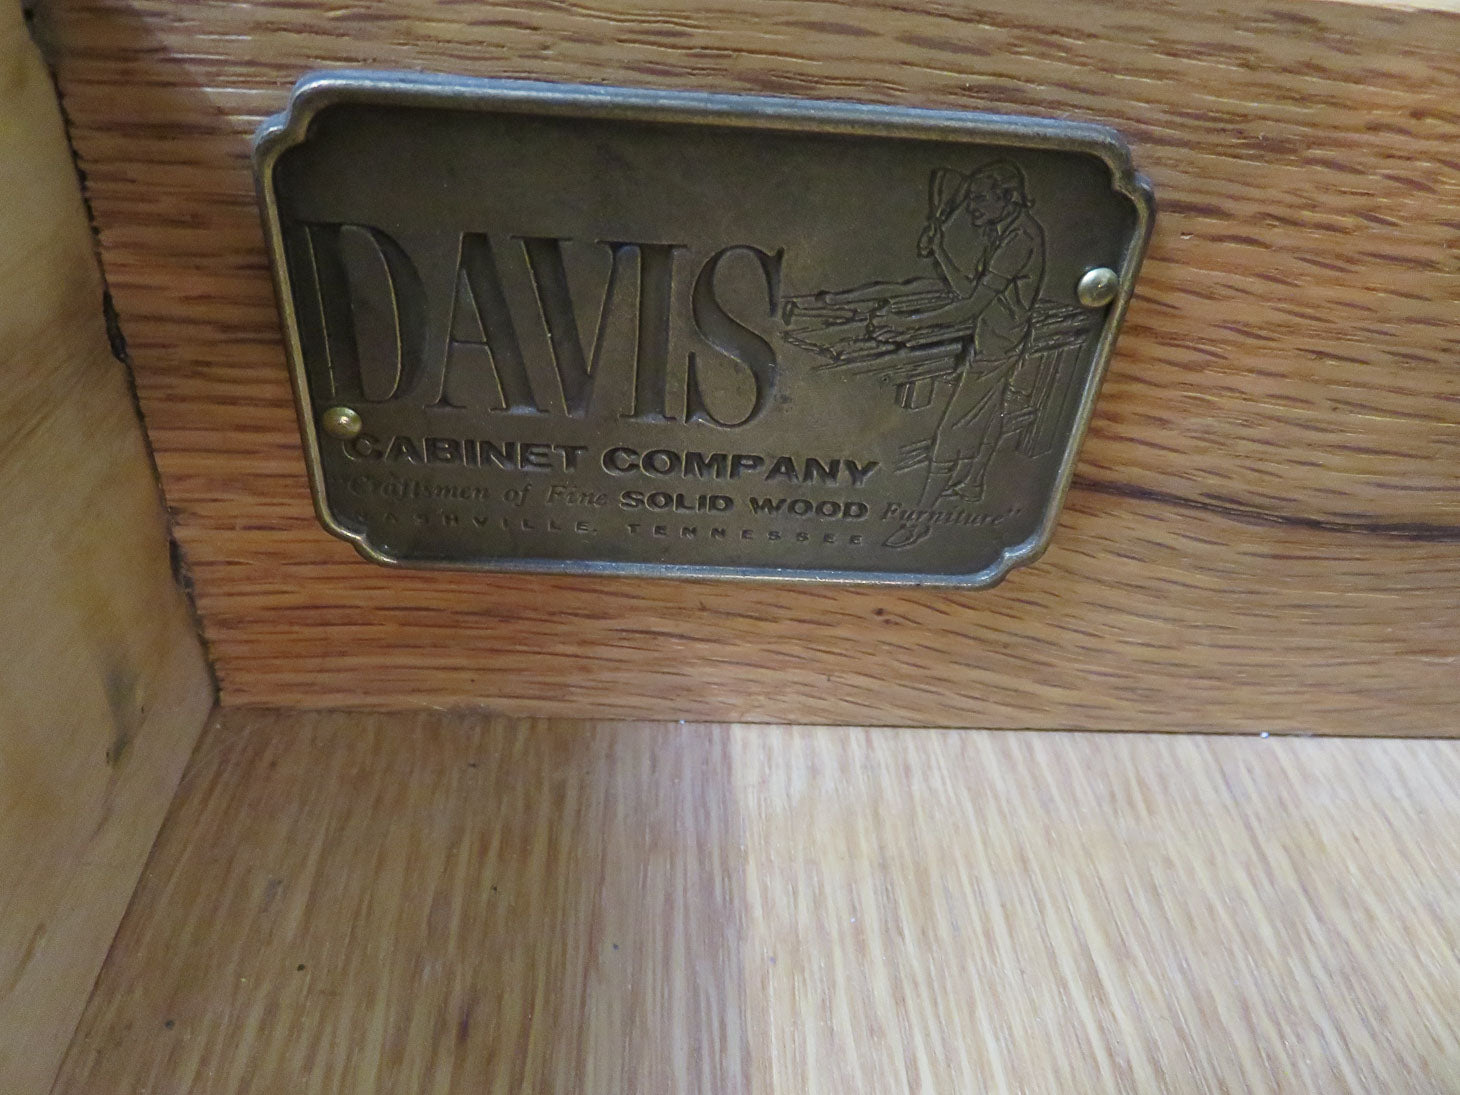 DAVIS
CABINET COMPANY
"Craftsmen of Fine SOLID WOOD Furniture"
NASHVILLE, TENNESSEE